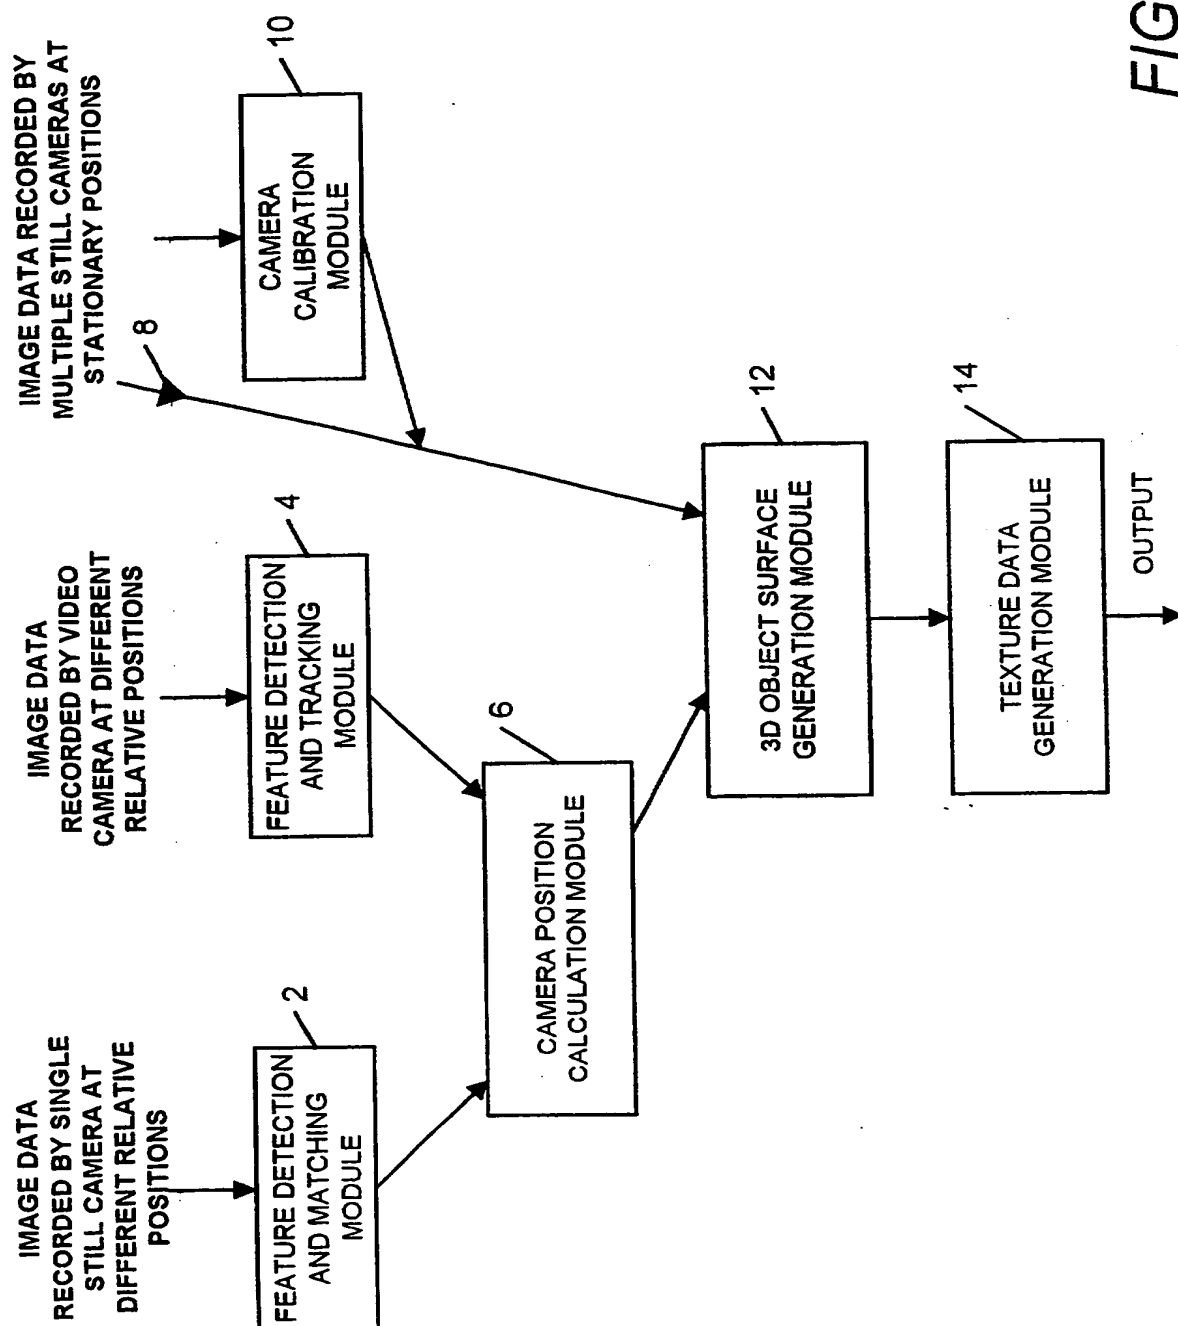 IMAGE DATA
RECORDED BY SINGLE
STILL CAMERA AT
DIFFERENT RELATIVE
POSITIONS
2
FEATURE DETECTION
AND MATCHING
MODULE
IMAGE DATA
RECORDED BY VIDEO
CAMERA AT DIFFERENT
RELATIVE POSITIONS
4
FEATURE DETECTION
AND TRACKING
MODULE
IMAGE DATA RECORDED BY
MULTIPLE STILL CAMERAS AT
STATIONARY POSITIONS
8
10
CAMERA
CALIBRATION
MODULE
6
CAMERA POSITION
CALCULATION MODULE
12
3D OBJECT SURFACE
GENERATION MODULE
14
TEXTURE DATA
GENERATION MODULE
OUTPUT
FIG